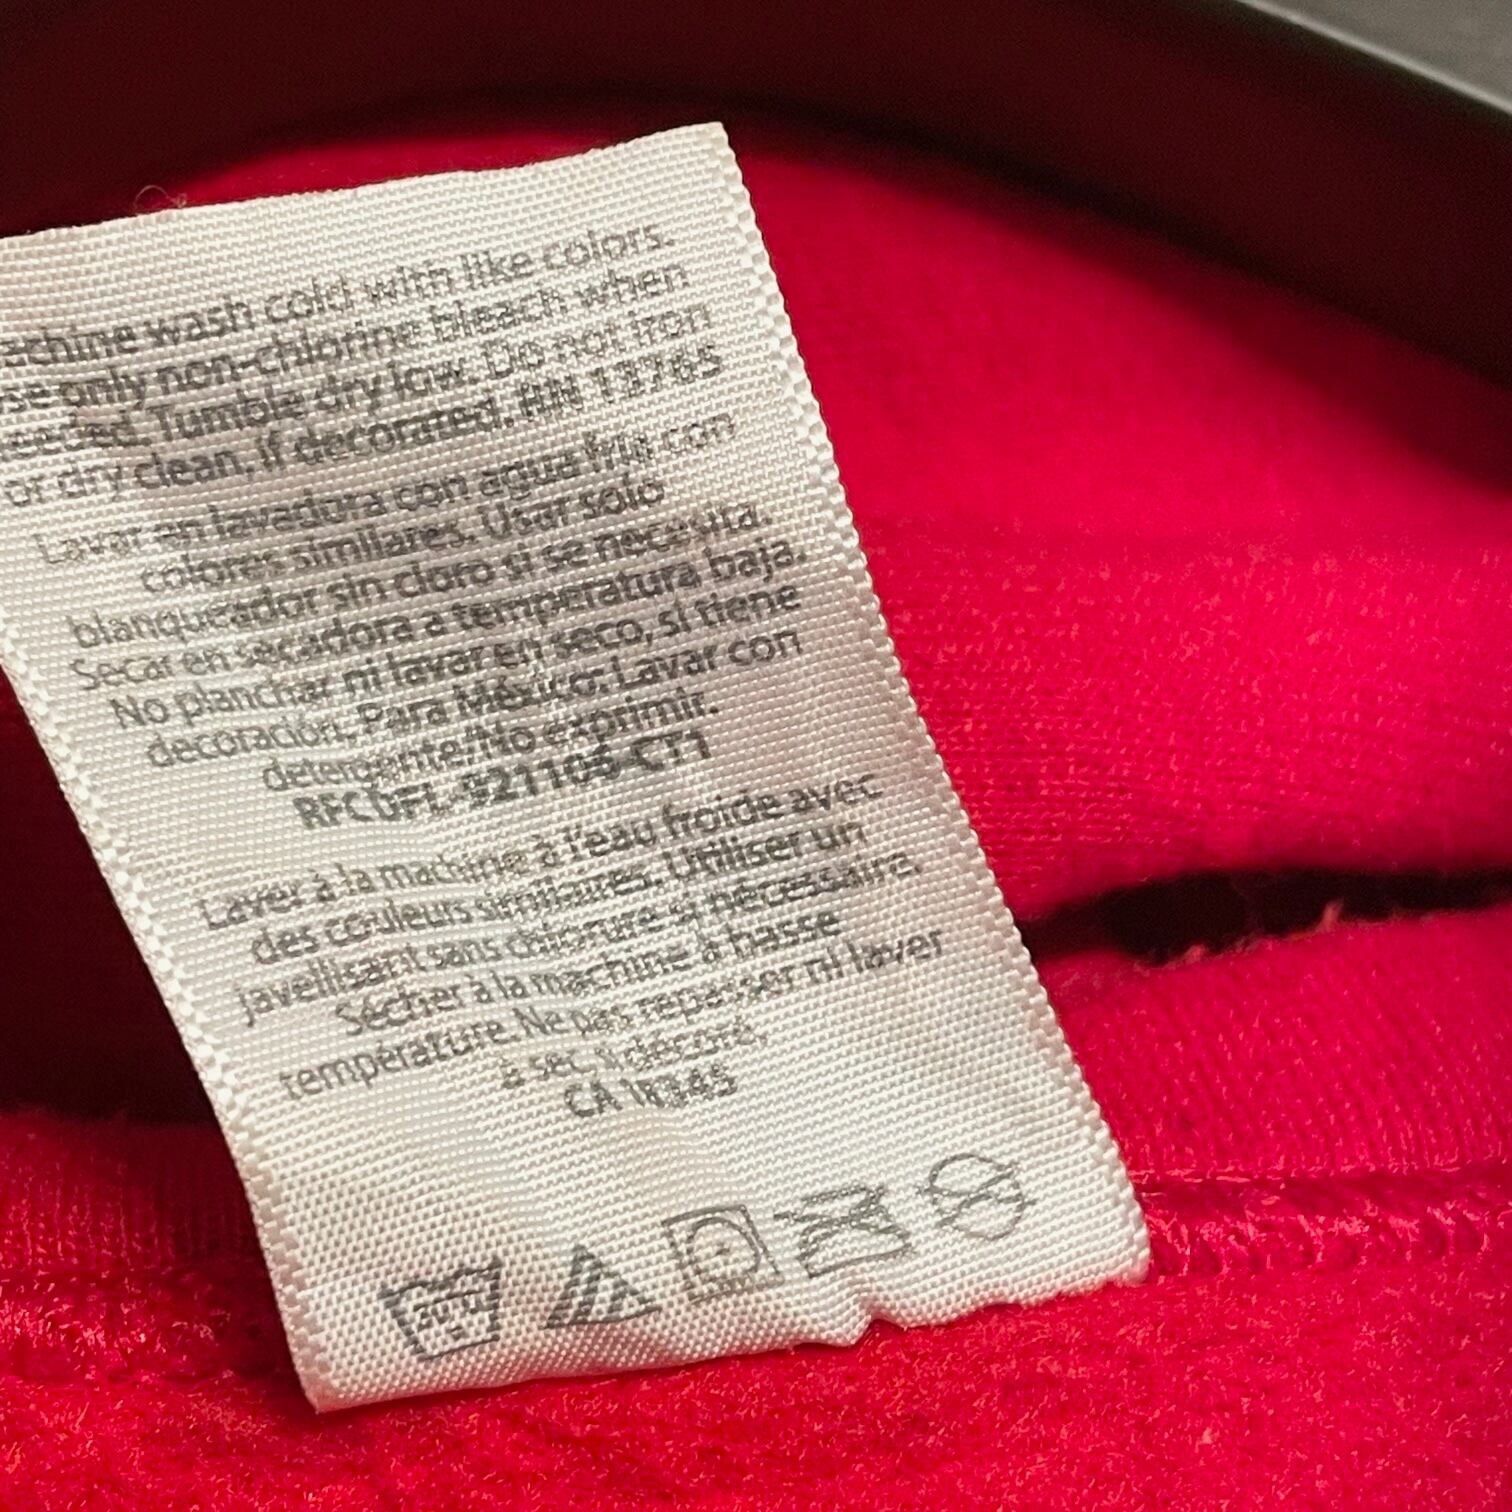 achine wash cold with like colors.
se only non-chlorine bleach when
eeded. Tumble dry low. Do not iron
or dry clean, if decorated. RN 13765
Lavar en lavadora con agua fría con
colores similares. Usar solo
blanqueador sin cloro si se necesita.
Secar en secadora a temperatura baja.
No planchar ni lavar en seco, si tiene
decoración. Para México: Lavar con
detergente/No exprimir.
RFCDFL-921106-CT1
Laver à la machine à l'eau froide avec
des couleurs similaires. Utiliser un
javellisant sans chlorure si nécessaire.
Sécher à la machine à basse
température. Ne pas repasser ni laver
à sec, si décoré,
CA